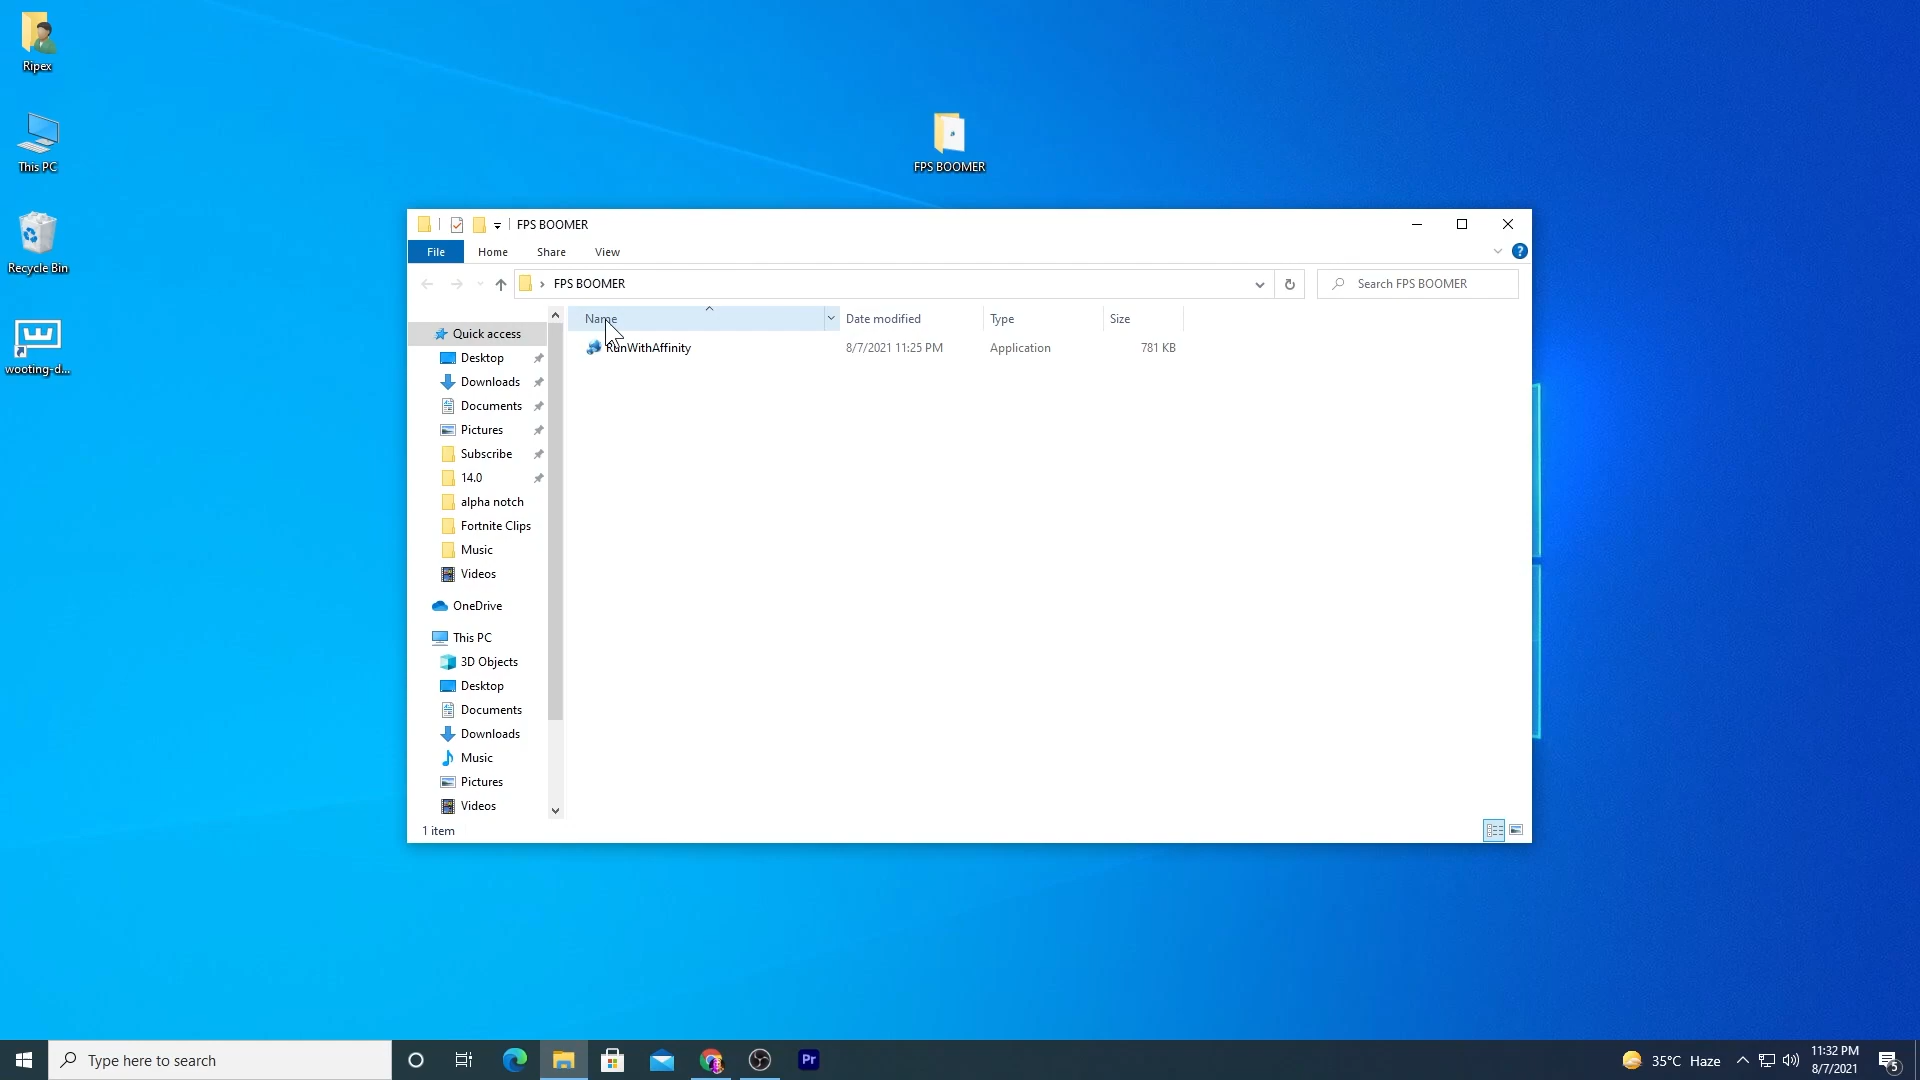 Ripex
This PC
Recycle Bin
wooting-d...
FPS BOOMER
FPS BOOMER
File Home Share View
FPS BOOMER
Search FPS BOOMER
Name Date modified Type Size
RunWithAffinity 8/7/2021 11:25 PM Application 781 KB
Quick access
Desktop
Downloads
Documents
Pictures
Subscribe
14.0
alpha notch
Fortnite Clips
Music
Videos
OneDrive
This PC
3D Objects
Desktop
Documents
Downloads
Music
Pictures
Videos
1 item
Type here to search
Pr
35°C Haze
11:32 PM
8/7/2021
5